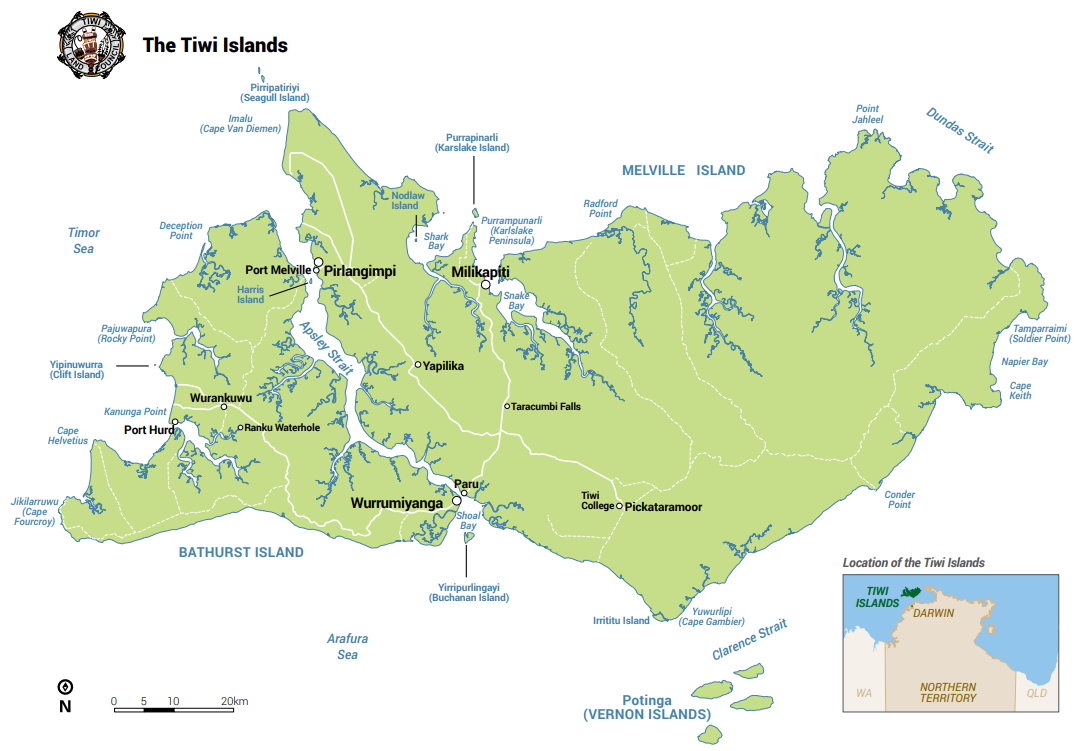 TIWI
LAND COUNCIL
The Tiwi Islands
Pirripatiriyi
(Seagull Island)
Imalu
(Cape Van Diemen)
Purrapinarli
(Karslake Island)
Point
Jahleel
Dundas Strait
MELVILLE ISLAND
Nodlaw
Island
Radford
Point
Timor
Sea
Deception
Point
Shark
Bay
Purrampunarli
(Karlslake
Peninsula)
Port Melville
Pirlangimpi
Milikapiti
Harris
Island
Snake
Bay
Pajuwapura
(Rocky Point)
Apsley Strait
Tamparraimi
(Soldier Point)
Yipinuwurra
(Clift Island)
Yapilika
Napier Bay
Cape
Keith
Wurankuwu
Taracumbi Falls
Kanunga Point
Port Hurd
Ranku Waterhole
Cape
Helvetius
Paru
Wurrumiyanga
Tiwi
College
Pickataramoor
Conder
Point
Jikilarruwu
(Cape
Fourcroy)
Shoal
Bay
BATHURST ISLAND
Yirripurlingayi
(Buchanan Island)
Irrititu Island
Yuwurlipi
(Cape Gambier)
Clarence Strait
Arafura
Sea
Potinga
(VERNON ISLANDS)
N
0 5 10 20km
Location of the Tiwi Islands
TIWI
ISLANDS
DARWIN
WA
NORTHERN
TERRITORY
QLD